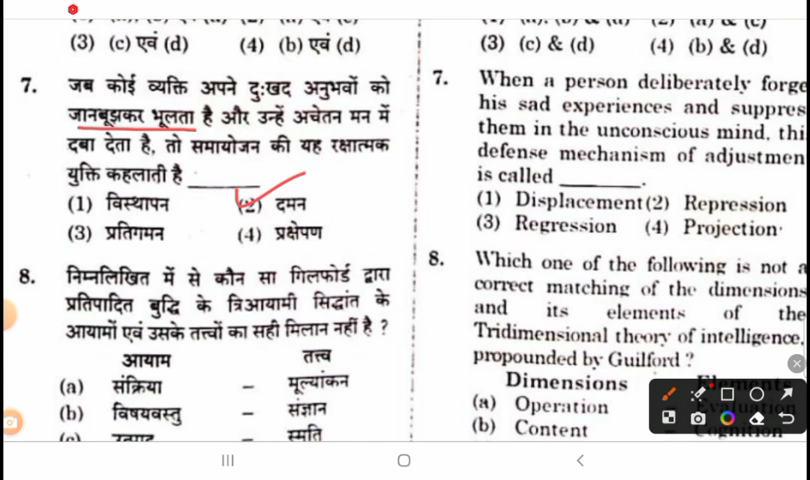 (3) (c) एवं (d) (4) (b) एवं (d)
7. जब कोई व्यक्ति अपने दुःखद अनुभवों को
जानबूझकर भूलता है और उन्हें अचेतन मन में
दबा देता है, तो समायोजन की यह रक्षात्मक
युक्ति कहलाती है ______
(1) विस्थापन (2) दमन
(3) प्रतिगमन (4) प्रक्षेपण
8. निम्नलिखित में से कौन सा गिलफोर्ड द्वारा
प्रतिपादित बुद्धि के त्रिआयामी सिद्धांत के
आयामों एवं उसके तत्त्वों का सही मिलान नहीं है ?
आयाम तत्त्व
(a) संक्रिया – मूल्यांकन
(b) विषयवस्तु – संज्ञान
स्मृति
(3) (c) & (d) (4) (b) & (d)
7. When a person deliberately forge
his sad experiences and suppres
them in the unconscious mind, thi
defense mechanism of adjustmen
is called ______.
(1) Displacement (2) Repression
(3) Regression (4) Projection
8. Which one of the following is not a
correct matching of the dimensions
and its elements of the
Tridimensional theory of intelligence,
propounded by Guilford ?
Dimensions Elements
(a) Operation – Evaluation
(b) Content – Cognition